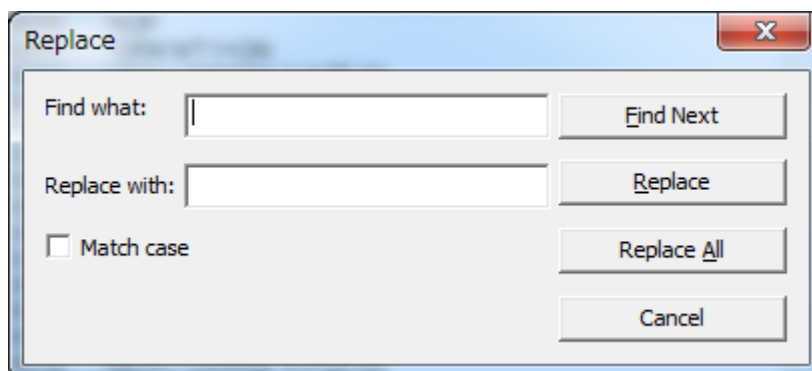 Replace
Find what:
Find Next
Replace with:
Replace
Match case
Replace All
Cancel